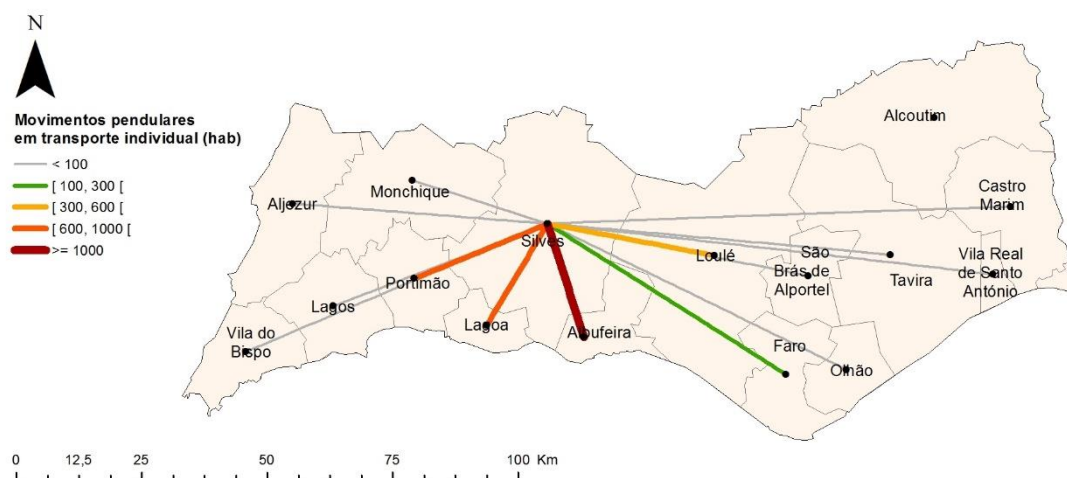 N
Movimentos pendulares
em transporte individual (hab)
< 100
[ 100, 300 [
[ 300, 600 [
[ 600, 1000 [
>= 1000
Alcoutim
Monchique
Castro
Marim
Aljezur
Silves
Loulé
São
Brás de
Alportel
Tavira
Vila Real
de Santo
António
Portimão
Lagos
Lagoa
Albufeira
Vila do
Bispo
Faro
Olhão
0 12,5 25 50 75 100 Km